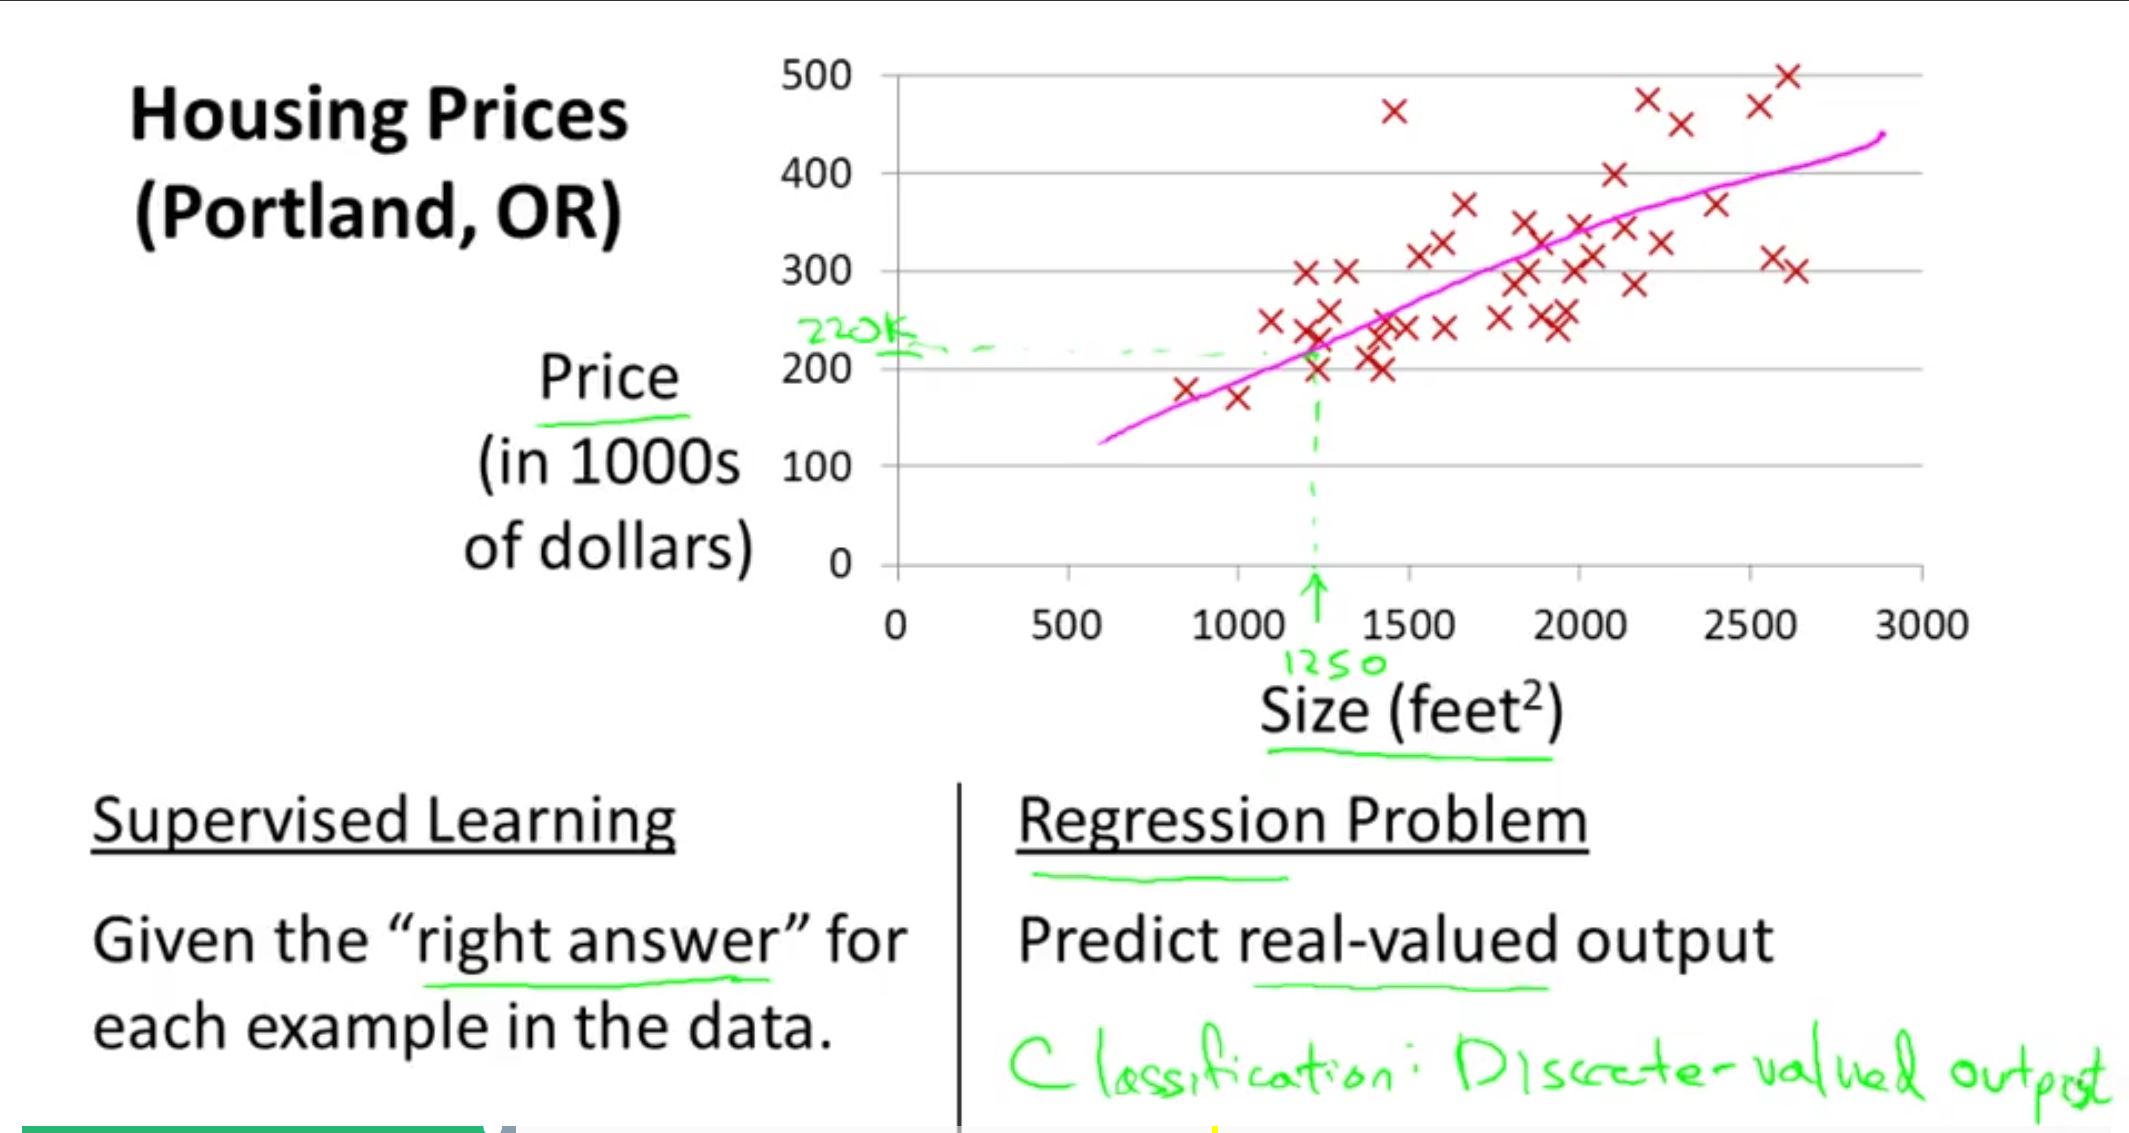 Housing Prices
(Portland, OR)
500
400
300
220K
200
100
0
Price
(in 1000s
of dollars)
0 500 1000 1500 2000 2500 3000
1250
Size (feet²)
Supervised Learning
Given the “right answer” for
each example in the data.
Regression Problem
Predict real-valued output
Classification: Discrete-valued output